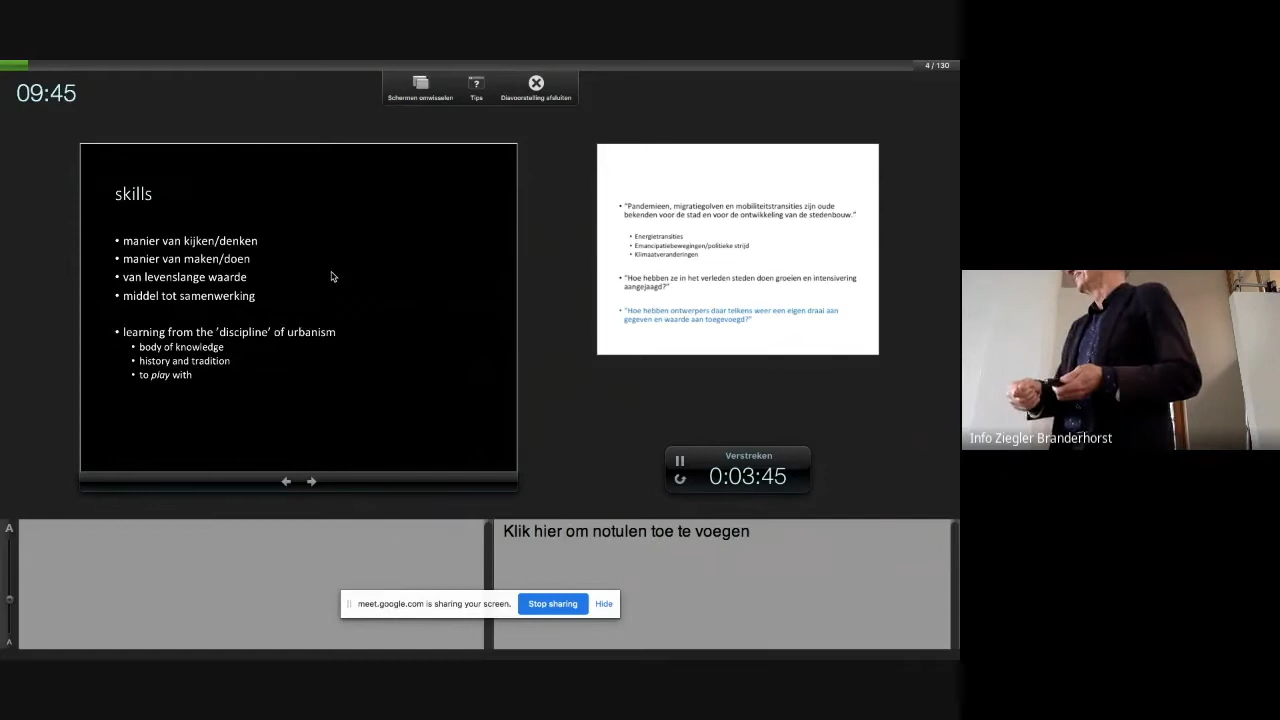 4 / 130
09:45
Schermen omwisselen
Tips
Diavoorstelling afsluiten
skills
• manier van kijken/denken
• manier van maken/doen
• van levenslange waarde
• middel tot samenwerking
• learning from the 'discipline' of urbanism
• body of knowledge
• history and tradition
• to play with
• "Pandemieen, migratiegolven en mobiliteitstransities zijn oude
bekenden voor de stad en voor de ontwikkeling van de stedenbouw."
• Energietransities
• Emancipatiebewegingen/politieke strijd
• Klimaatveranderingen
• "Hoe hebben ze in het verleden steden doen groeien en intensivering
aangejaagd?"
• "Hoe hebben ontwerpers daar telkens weer een eigen draai aan
gegeven en waarde aan toegevoegd?"
Verstreken
0:03:45
Info Ziegler Branderhorst
A
Klik hier om notulen toe te voegen
meet.google.com is sharing your screen.
Stop sharing
Hide
A